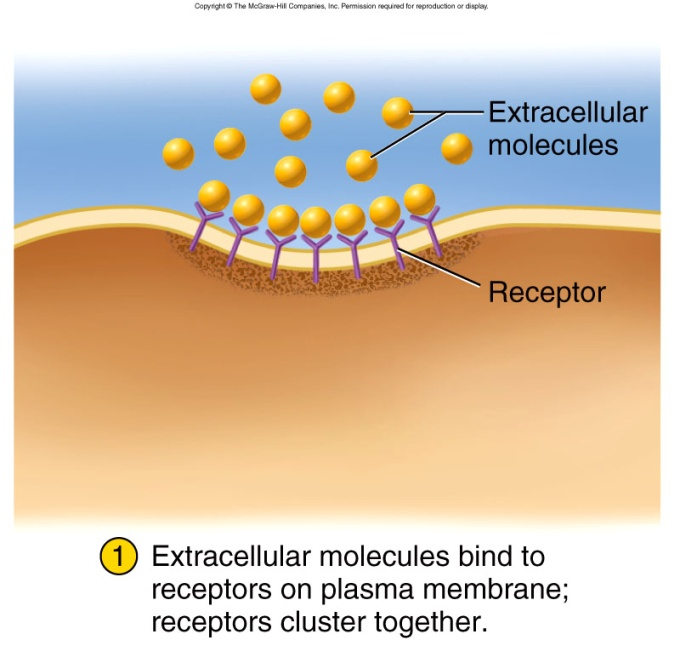 Copyright © The McGraw-Hill Companies, Inc. Permission required for reproduction or display.
Extracellular
molecules
Receptor
1 Extracellular molecules bind to
receptors on plasma membrane;
receptors cluster together.